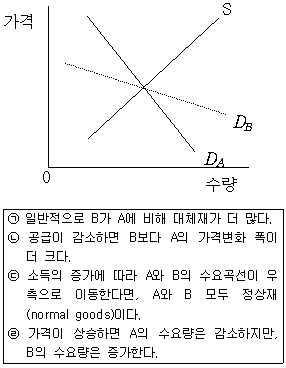 가격
S
D_B
D_A
0
수량
㉠ 일반적으로 B가 A에 비해 대체재가 더 많다.
㉡ 공급이 감소하면 B보다 A의 가격변화 폭이
더 크다.
㉢ 소득의 증가에 따라 A와 B의 수요곡선이 우
측으로 이동한다면, A와 B 모두 정상재
(normal goods)이다.
㉣ 가격이 상승하면 A의 수요량은 감소하지만,
B의 수요량은 증가한다.